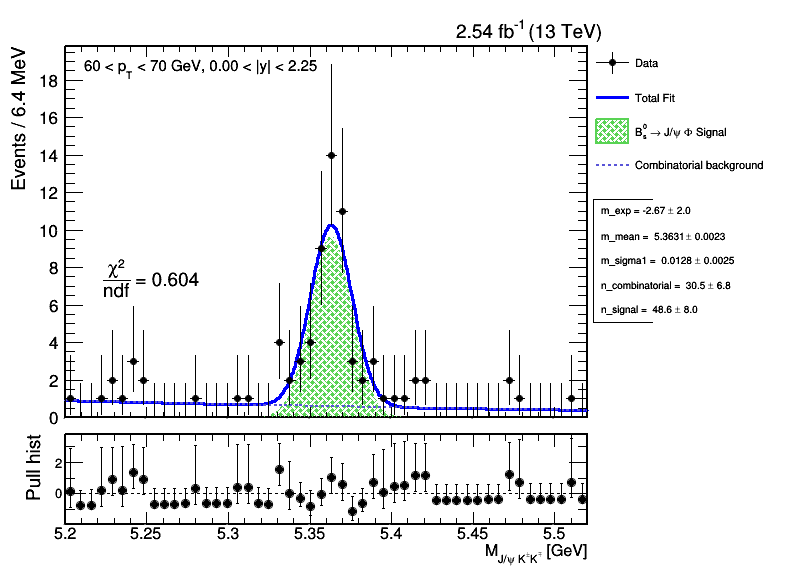 2.54 fb⁻¹ (13 TeV)
60 < p_T < 70 GeV, 0.00 < |y| < 2.25
Events / 6.4 MeV
18
16
14
12
10
8
6
4
2
0
χ²/ndf = 0.604
Data
Total Fit
B_s^0 → J/ψ Φ Signal
Combinatorial background
m_exp = -2.67 ± 2.0
m_mean = 5.3631 ± 0.0023
m_sigma1 = 0.0128 ± 0.0025
n_combinatorial = 30.5 ± 6.8
n_signal = 48.6 ± 8.0
Pull hist
2
0
5.2 5.25 5.3 5.35 5.4 5.45 5.5
M_{J/ψ K^±K^∓} [GeV]